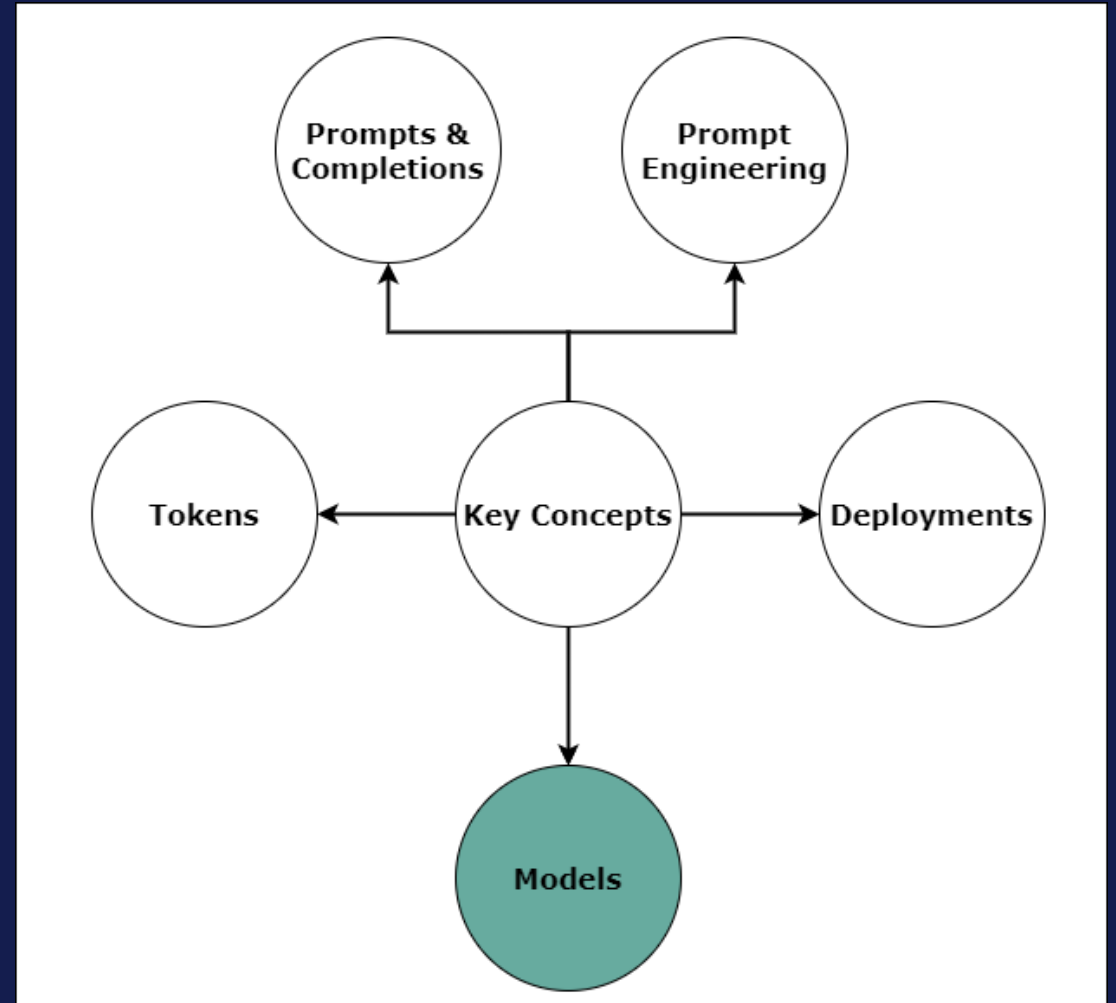 Prompts &
Completions
Prompt
Engineering
Tokens
Key Concepts
Deployments
Models